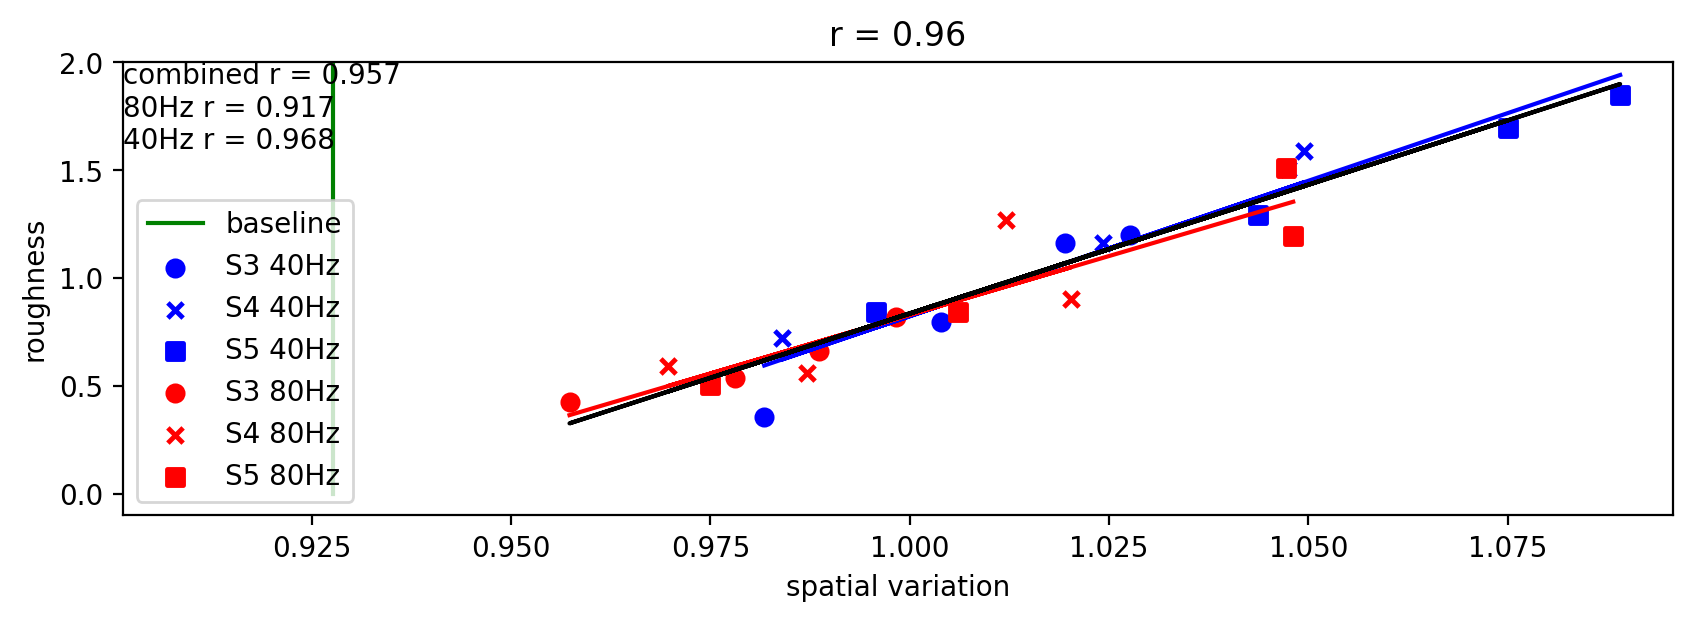 r = 0.96
combined r = 0.957
80Hz r = 0.917
40Hz r = 0.968
baseline
S3 40Hz
S4 40Hz
S5 40Hz
S3 80Hz
S4 80Hz
S5 80Hz
roughness
2.0
1.5
1.0
0.5
0.0
0.925 0.950 0.975 1.000 1.025 1.050 1.075
spatial variation